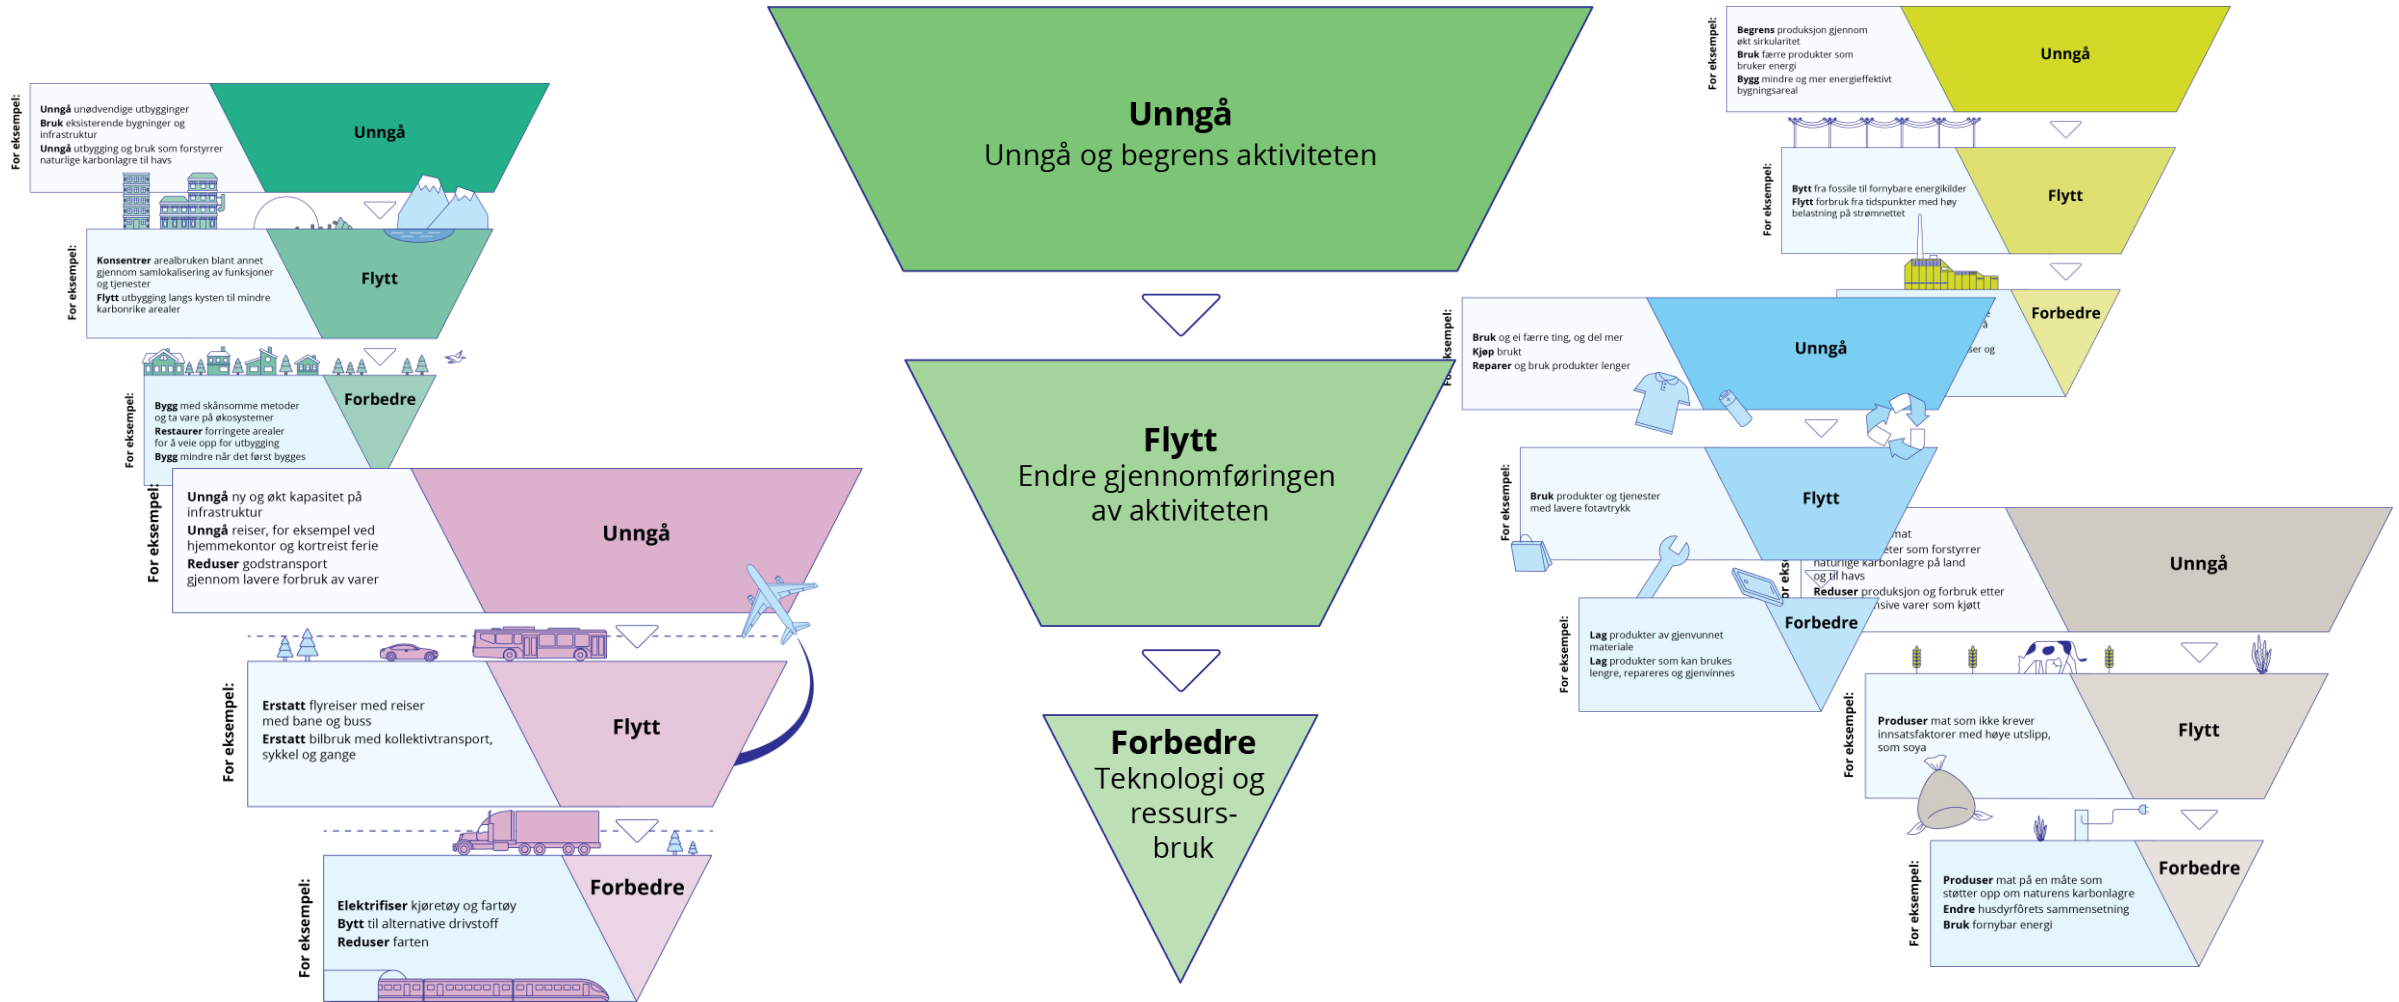 For eksempel:
Unngå unødvendige utbygginger
Bruk eksisterende bygninger og
infrastruktur
Unngå utbygging og bruk som forstyrrer
naturlige karbonlagre til havs
Unngå
For eksempel:
Konsentrer arealbruken blant annet
gjennom samlokalisering av funksjoner
og tjenester
Flytt utbygging langs kysten til mindre
karbonrike arealer
Flytt
For eksempel:
Bygg med skånsomme metoder
og ta vare på økosystemer
Restaurer forringete arealer
for å veie opp for utbygging
Bygg mindre når det først bygges
Forbedre
For eksempel:
Unngå ny og økt kapasitet på
infrastruktur
Unngå reiser, for eksempel ved
hjemmekontor og kortreist ferie
Reduser godstransport
gjennom lavere forbruk av varer
Unngå
For eksempel:
Erstatt flyreiser med reiser
med bane og buss
Erstatt bilbruk med kollektivtransport,
sykkel og gange
Flytt
For eksempel:
Elektrifiser kjøretøy og fartøy
Bytt til alternative drivstoff
Reduser farten
Forbedre
Unngå
Unngå og begrens aktiviteten
Flytt
Endre gjennomføringen
av aktiviteten
Forbedre
Teknologi og
ressurs-
bruk
For eksempel:
Begrens produksjon gjennom
økt sirkularitet
Bruk færre produkter som
bruker energi
Bygg mindre og mer energieffektivt
bygningsareal
Unngå
For eksempel:
Bytt fra fossile til fornybare energikilder
Flytt forbruk fra tidspunkter med høy
belastning på strømnettet
Flytt
Forbedre
Bruk og ei færre ting, og del mer
Kjøp brukt
Reparer og bruk produkter lenger
Unngå
For eksempel:
Bruk produkter og tjenester
med lavere fotavtrykk
Flytt
For eksempel:
Lag produkter av gjenvunnet
materiale
Lag produkter som kan brukes
lengre, repareres og gjenvinnes
Forbedre
mat
som forstyrrer
naturlige karbonlagre på land
og til havs
Reduser produksjon og forbruk etter
varer som kjøtt
Unngå
For eksempel:
Produser mat som ikke krever
innsatsfaktorer med høye utslipp,
som soya
Flytt
For eksempel:
Produser mat på en måte som
støtter opp om naturens karbonlagre
Endre husdyrfôrets sammensetning
Bruk fornybar energi
Forbedre